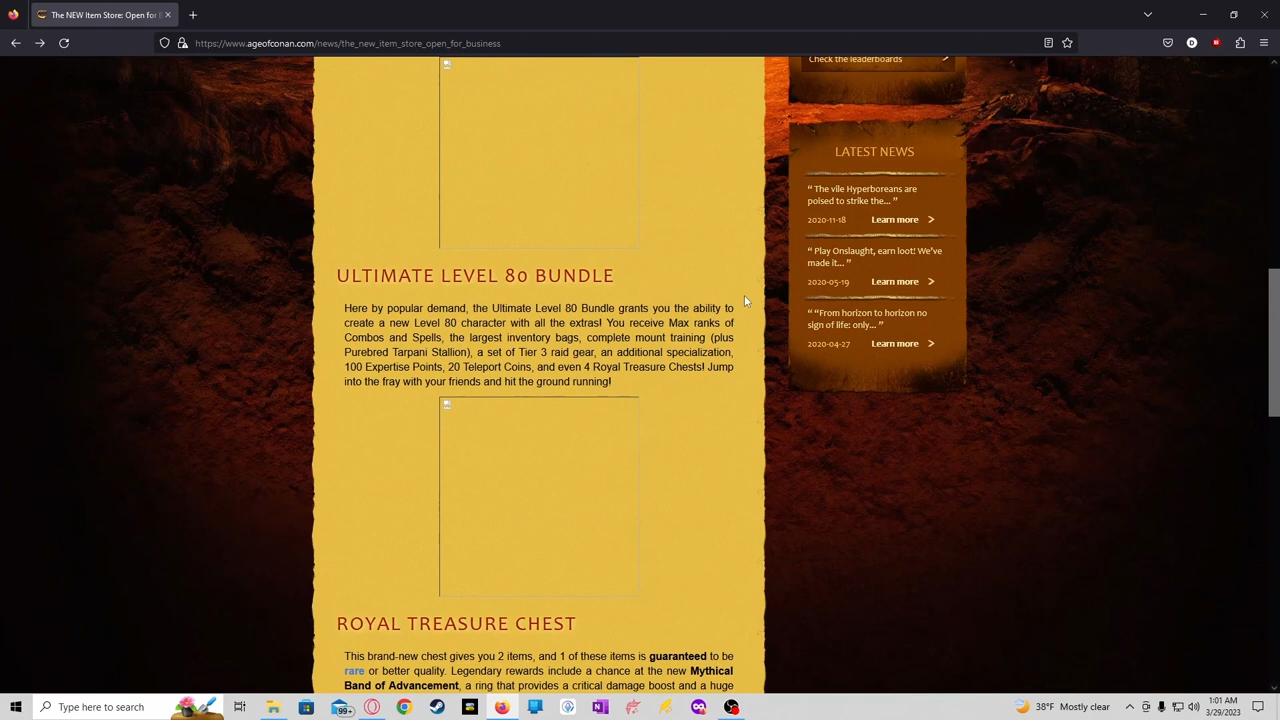 The NEW Item Store: Open for B
https://www.ageofconan.com/news/the_new_item_store_open_for_business
Check the leaderboards
LATEST NEWS
“ The vile Hyperboreans are
poised to strike the... ”
2020-11-18 Learn more
“ Play Onslaught, earn loot! We’ve
made it... ”
2020-05-19 Learn more
“ “From horizon to horizon no
sign of life: only... ”
2020-04-27 Learn more
ULTIMATE LEVEL 80 BUNDLE
Here by popular demand, the Ultimate Level 80 Bundle grants you the ability to
create a new Level 80 character with all the extras! You receive Max ranks of
Combos and Spells, the largest inventory bags, complete mount training (plus
Purebred Tarpani Stallion), a set of Tier 3 raid gear, an additional specialization,
100 Expertise Points, 20 Teleport Coins, and even 4 Royal Treasure Chests! Jump
into the fray with your friends and hit the ground running!
ROYAL TREASURE CHEST
This brand-new chest gives you 2 items, and 1 of these items is guaranteed to be
rare or better quality. Legendary rewards include a chance at the new Mythical
Band of Advancement, a ring that provides a critical damage boost and a huge
Type here to search
99+
38°F Mostly clear
1:01 AM
3/29/2023